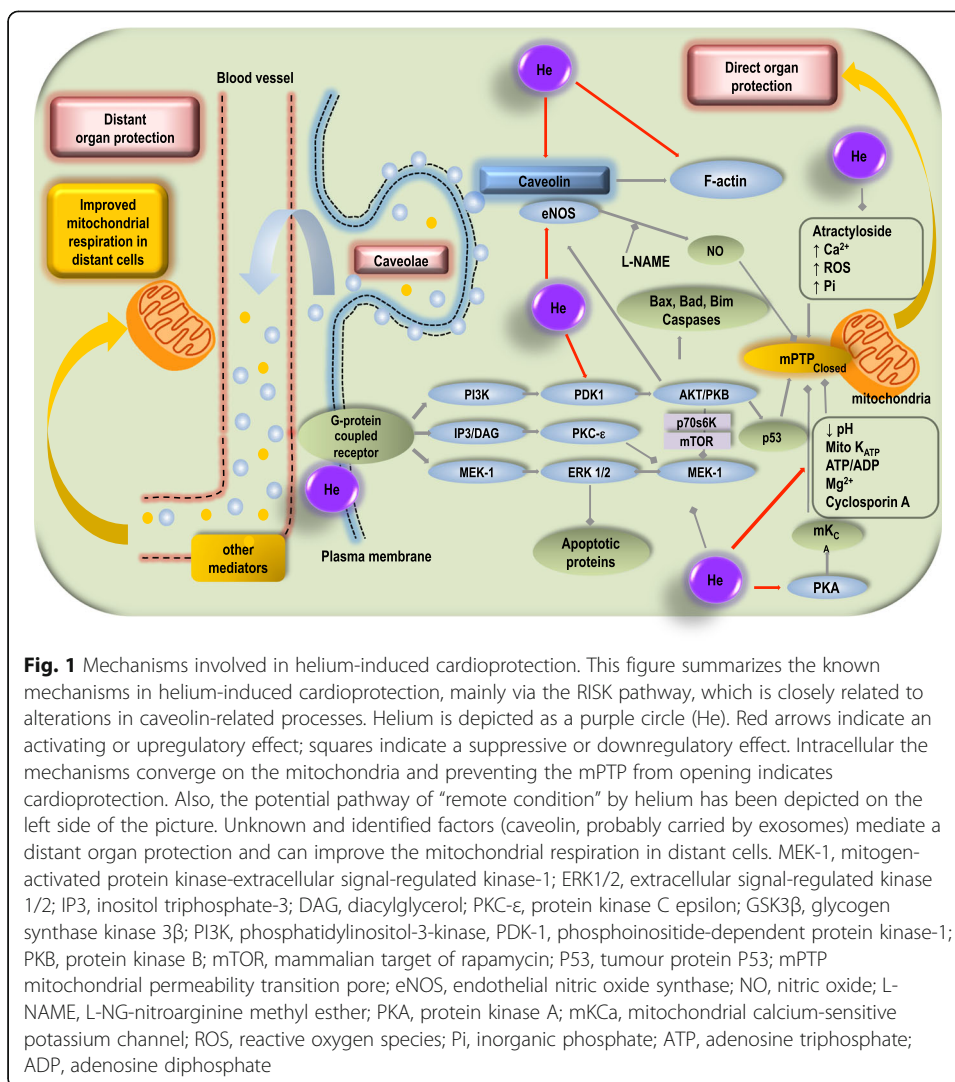 Blood vessel
Distant
organ protection
Improved
mitochondrial
respiration in
distant cells
Caveolae
He
Caveolin
F-actin
eNOS
L-NAME
NO
He
Direct organ
protection
He
Atractyloside
↑ Ca²⁺
↑ ROS
↑ Pi
Bax, Bad, Bim
Caspases
mPTP Closed
mitochondria
G-protein
coupled
receptor
He
PI3K
PDK1
AKT/PKB
IP3/DAG
PKC-ε
p70s6K
mTOR
p53
MEK-1
ERK 1/2
MEK-1
↓ pH
Mito K_ATP
ATP/ADP
Mg²⁺
Cyclosporin A
Plasma membrane
other
mediators
Apoptotic
proteins
He
mK_C
A
PKA
Fig. 1 Mechanisms involved in helium-induced cardioprotection. This figure summarizes the known
mechanisms in helium-induced cardioprotection, mainly via the RISK pathway, which is closely related to
alterations in caveolin-related processes. Helium is depicted as a purple circle (He). Red arrows indicate an
activating or upregulatory effect; squares indicate a suppressive or downregulatory effect. Intracellular the
mechanisms converge on the mitochondria and preventing the mPTP from opening indicates
cardioprotection. Also, the potential pathway of “remote condition” by helium has been depicted on the
left side of the picture. Unknown and identified factors (caveolin, probably carried by exosomes) mediate a
distant organ protection and can improve the mitochondrial respiration in distant cells. MEK-1, mitogen-
activated protein kinase-extracellular signal-regulated kinase-1; ERK1/2, extracellular signal-regulated kinase
1/2; IP3, inositol triphosphate-3; DAG, diacylglycerol; PKC-ε, protein kinase C epsilon; GSK3β, glycogen
synthase kinase 3β; PI3K, phosphatidylinositol-3-kinase, PDK-1, phosphoinositide-dependent protein kinase-1;
PKB, protein kinase B; mTOR, mammalian target of rapamycin; P53, tumour protein P53; mPTP
mitochondrial permeability transition pore; eNOS, endothelial nitric oxide synthase; NO, nitric oxide; L-
NAME, L-NG-nitroarginine methyl esther; PKA, protein kinase A; mKCa, mitochondrial calcium-sensitive
potassium channel; ROS, reactive oxygen species; Pi, inorganic phosphate; ATP, adenosine triphosphate;
ADP, adenosine diphosphate